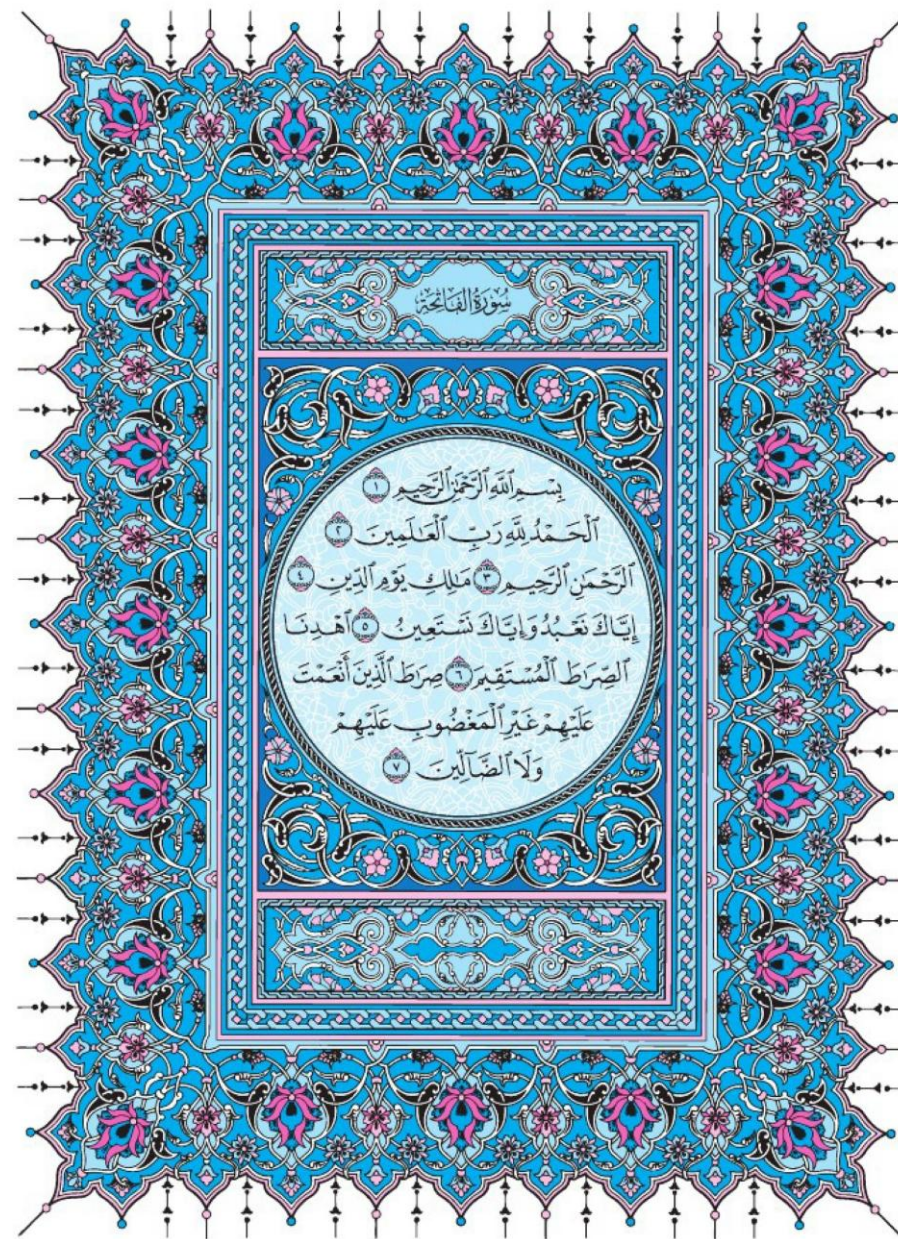 سُورَةُ الْفَاتِحَةِ
بِسْمِ ٱللَّهِ ٱلرَّحْمَٰنِ ٱلرَّحِيمِ ١
ٱلْحَمْدُ لِلَّهِ رَبِّ ٱلْعَٰلَمِينَ ٢
ٱلرَّحْمَٰنِ ٱلرَّحِيمِ ٣ مَٰلِكِ يَوْمِ ٱلدِّينِ ٤
إِيَّاكَ نَعْبُدُ وَإِيَّاكَ نَسْتَعِينُ ٥ ٱهْدِنَا
ٱلصِّرَٰطَ ٱلْمُسْتَقِيمَ ٦ صِرَٰطَ ٱلَّذِينَ أَنْعَمْتَ
عَلَيْهِمْ غَيْرِ ٱلْمَغْضُوبِ عَلَيْهِمْ
وَلَا ٱلضَّآلِّينَ ٧